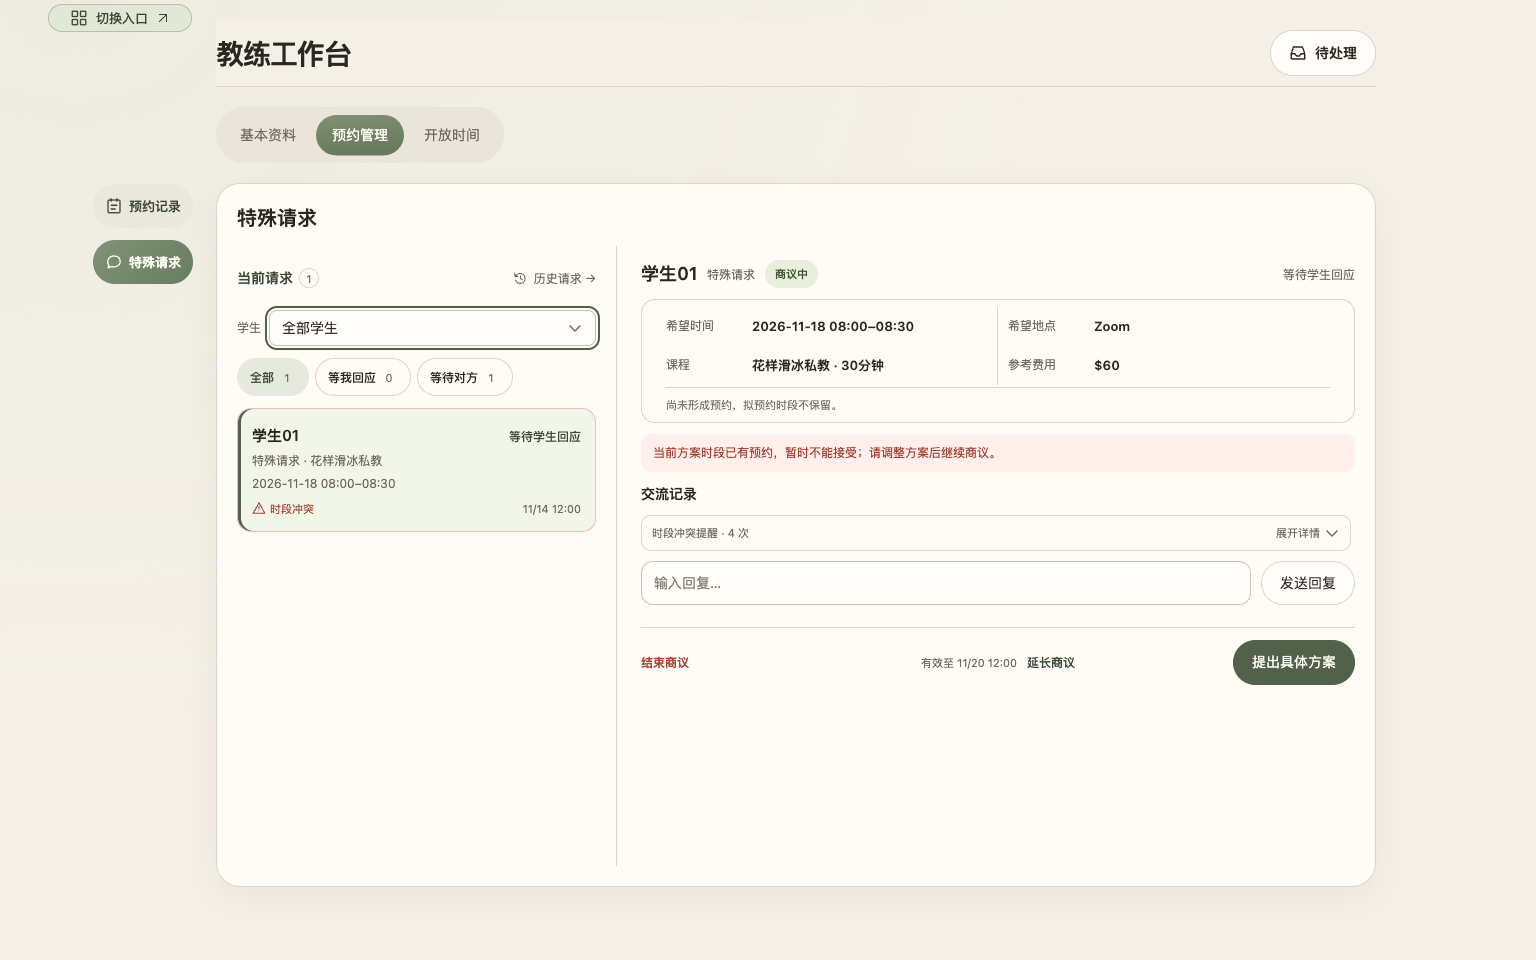 切换入口
教练工作台
待处理
基本资料 预约管理 开放时间
预约记录
特殊请求
特殊请求
当前请求 1 历史请求 →
学生 全部学生
全部 1 等我回应 0 等待对方 1
学生01 等待学生回应
特殊请求 · 花样滑冰私教
2026-11-18 08:00–08:30
时段冲突 11/14 12:00
学生01 特殊请求 商议中 等待学生回应
希望时间 2026-11-18 08:00–08:30 希望地点 Zoom
课程 花样滑冰私教 · 30分钟 参考费用 $60
尚未形成预约，拟预约时段不保留。
当前方案时段已有预约，暂时不能接受；请调整方案后继续商议。
交流记录
时段冲突提醒 · 4 次 展开详情
输入回复... 发送回复
结束商议 有效至 11/20 12:00 延长商议 提出具体方案